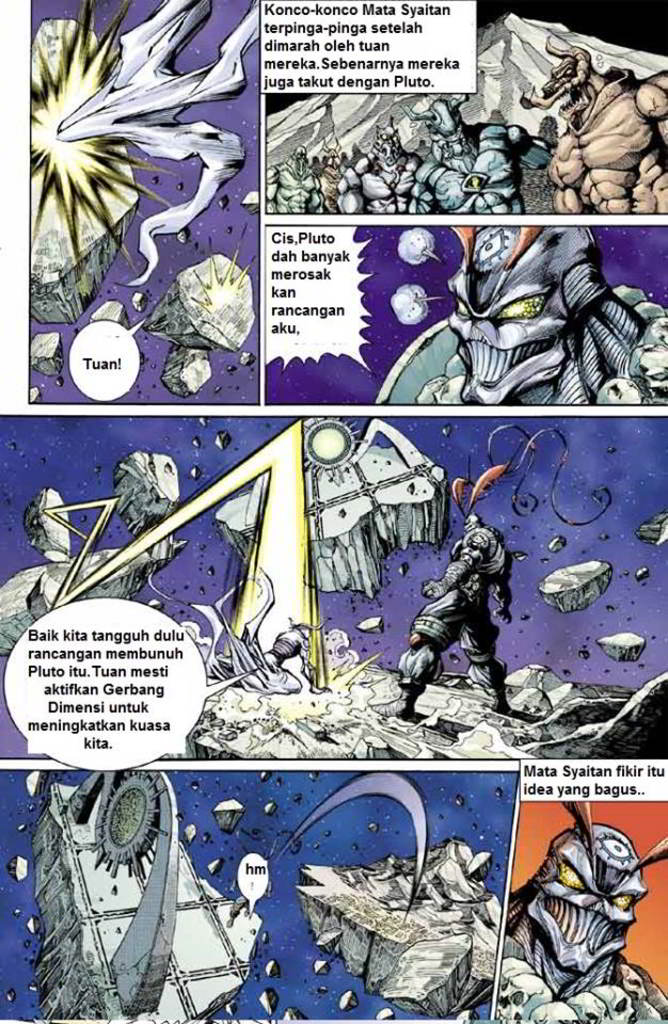 Konco-konco Mata Syaitan
terpinga-pinga setelah
dimarah oleh tuan
mereka.Sebenarnya mereka
juga takut dengan Pluto.
Tuan!
Cis,Pluto
dah banyak
merosak
kan
rancangan
aku,
Baik kita tangguh dulu
rancangan membunuh
Pluto itu.Tuan mesti
aktifkan Gerbang
Dimensi untuk
meningkatkan kuasa
kita.
hm
!
Mata Syaitan fikir itu
idea yang bagus..